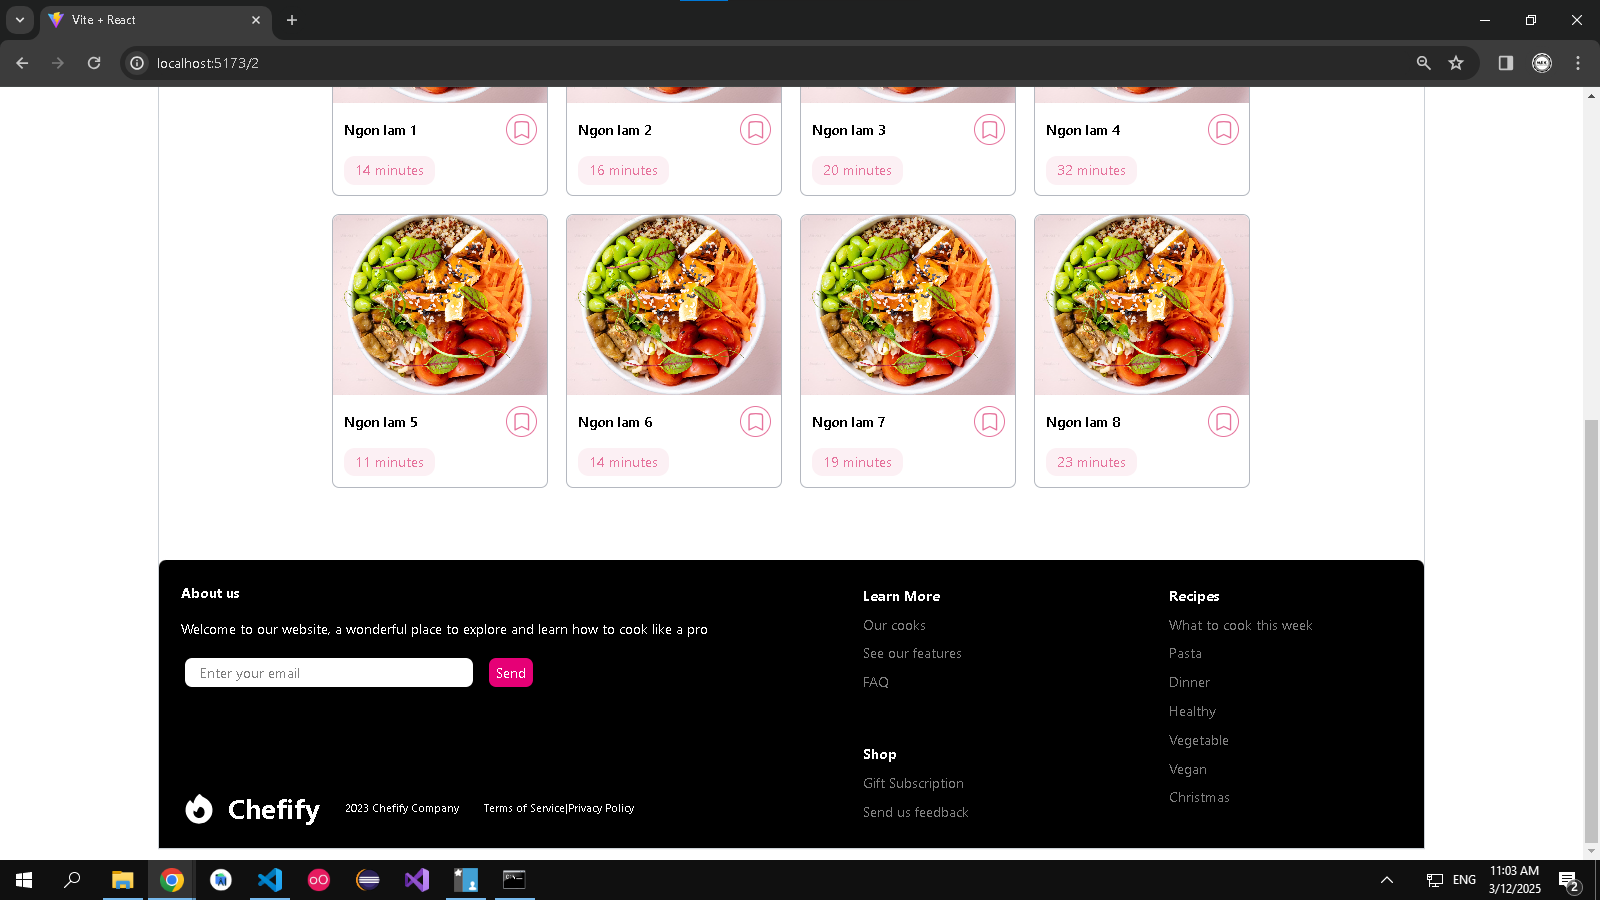 Vite + React
localhost:5173/2
Ngon lam 1
Ngon lam 2
Ngon lam 3
Ngon lam 4
14 minutes
16 minutes
20 minutes
32 minutes
Ngon lam 5
Ngon lam 6
Ngon lam 7
Ngon lam 8
11 minutes
14 minutes
19 minutes
23 minutes
About us
Welcome to our website, a wonderful place to explore and learn how to cook like a pro
Enter your email
Send
Learn More
Our cooks
See our features
FAQ
Shop
Gift Subscription
Send us feedback
Recipes
What to cook this week
Pasta
Dinner
Healthy
Vegetable
Vegan
Christmas
Chefify
2023 Chefify Company
Terms of Service|Privacy Policy
ENG
11:03 AM
3/12/2025
2